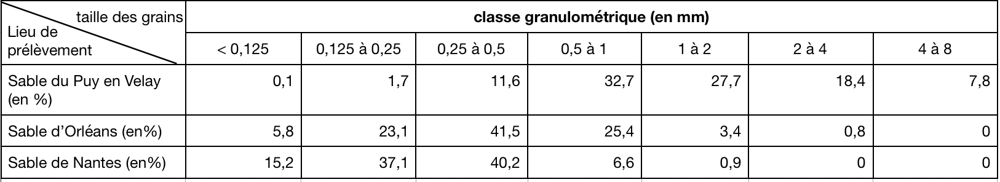 taille des grains
Lieu de
prélèvement
classe granulométrique (en mm)
< 0,125 0,125 à 0,25 0,25 à 0,5 0,5 à 1 1 à 2 2 à 4 4 à 8
Sable du Puy en Velay
(en %)
0,1 1,7 11,6 32,7 27,7 18,4 7,8
Sable d’Orléans (en%) 5,8 23,1 41,5 25,4 3,4 0,8 0
Sable de Nantes (en%) 15,2 37,1 40,2 6,6 0,9 0 0